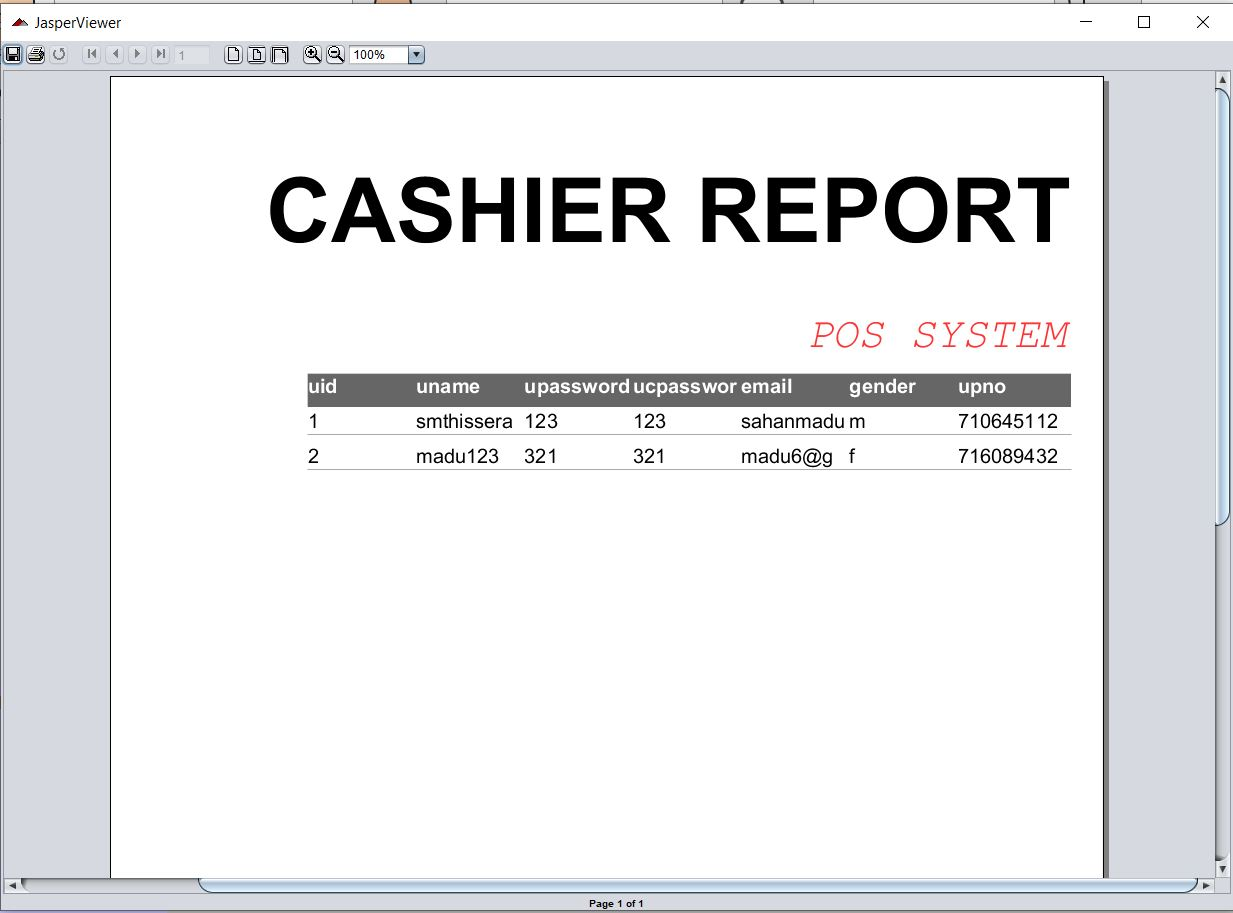 JasperViewer
1 100%
CASHIER REPORT
POS SYSTEM
uid uname upassword ucpasswor email gender upno
1 smthissera 123 123 sahanmadu m 710645112
2 madu123 321 321 madu6@g f 716089432
Page 1 of 1